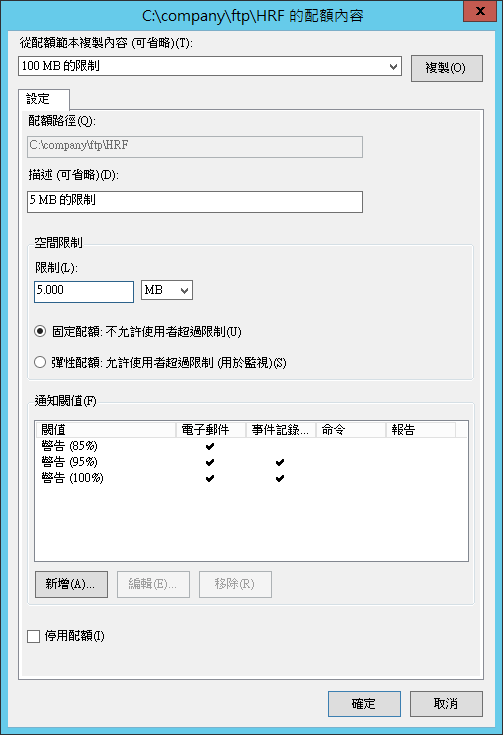 C:\company\ftp\HRF 的配額內容
x
從配額範本複製內容 (可省略)(T):
100 MB 的限制
複製(O)
設定
配額路徑(Q):
C:\company\ftp\HRF
描述 (可省略)(D):
5 MB 的限制
空間限制
限制(L):
5.000
MB
固定配額: 不允許使用者超過限制(U)
彈性配額: 允許使用者超過限制 (用於監視)(S)
通知閾值(F)
閾值 電子郵件 事件記錄... 命令 報告
警告 (85%)
警告 (95%)
警告 (100%)
新增(A)... 編輯(E)... 移除(R)
停用配額(I)
確定 取消